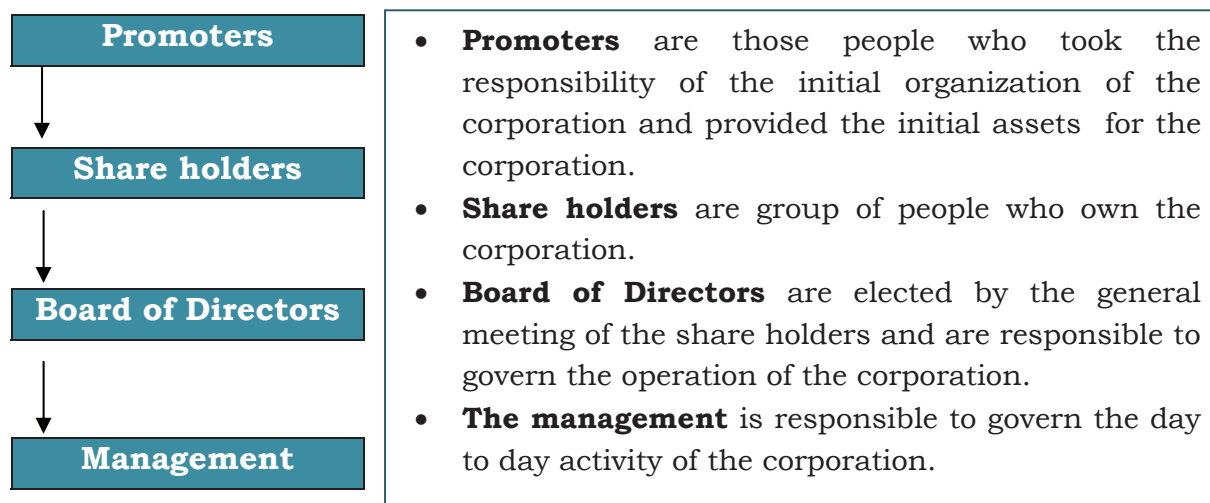 Promoters
Share holders
Board of Directors
Management
• Promoters are those people who took the
responsibility of the initial organization of the
corporation and provided the initial assets for the
corporation.
• Share holders are group of people who own the
corporation.
• Board of Directors are elected by the general
meeting of the share holders and are responsible to
govern the operation of the corporation.
• The management is responsible to govern the day
to day activity of the corporation.